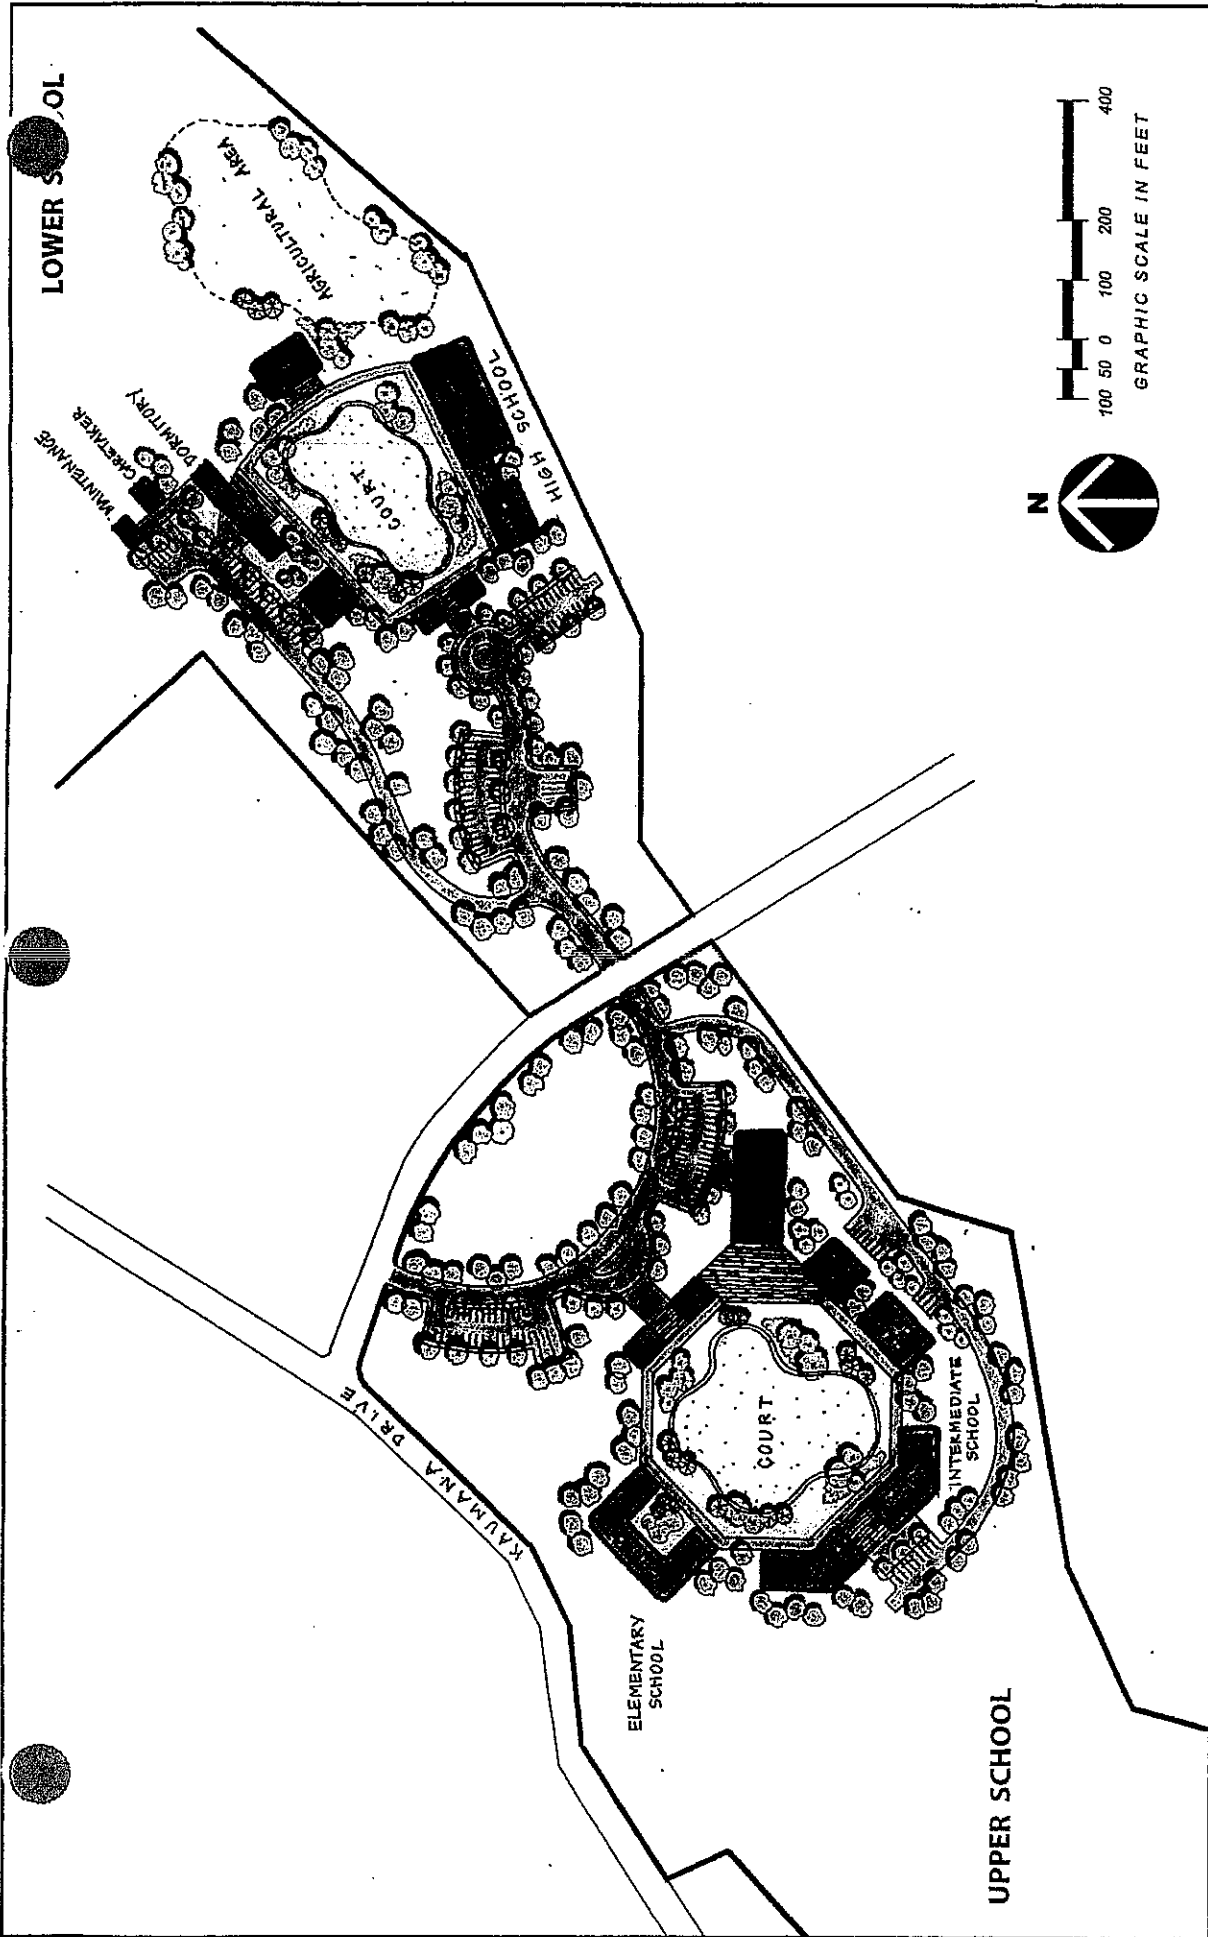 LOWER S OL
AGRICULTURAL AREA
MAINTENANCE
CARETAKER
DORMITORY
COURT
HIGH SCHOOL
N
100 50 0 100 200 400
GRAPHIC SCALE IN FEET
KAUMANA DRIVE
COURT
INTERMEDIATE
SCHOOL
ELEMENTARY
SCHOOL
UPPER SCHOOL